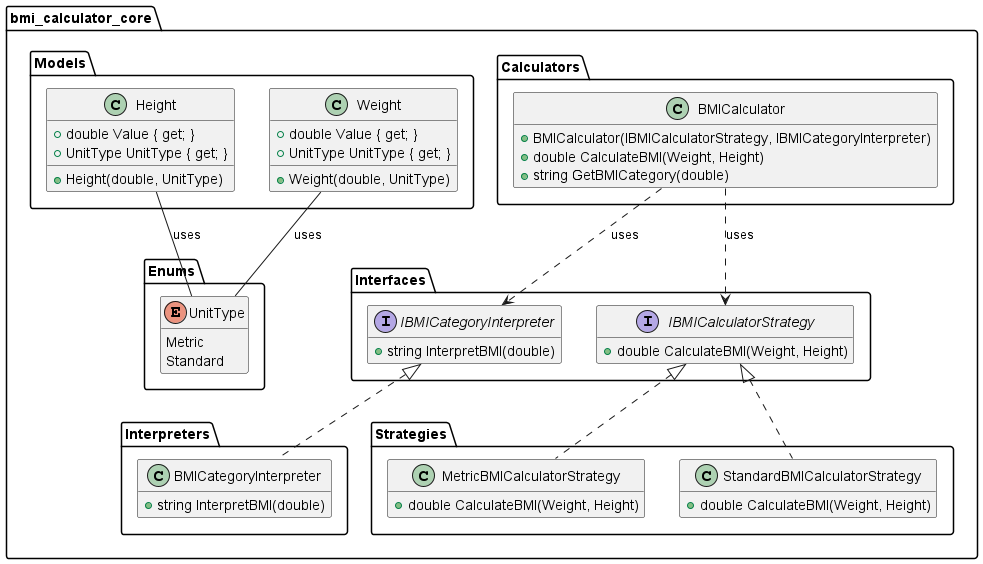 bmi_calculator_core
Models
C Height
double Value { get; }
UnitType UnitType { get; }
Height(double, UnitType)
C Weight
double Value { get; }
UnitType UnitType { get; }
Weight(double, UnitType)
Calculators
C BMICalculator
BMICalculator(IBMICalculatorStrategy, IBMICategoryInterpreter)
double CalculateBMI(Weight, Height)
string GetBMICategory(double)
uses
uses
uses
uses
Enums
E UnitType
Metric
Standard
Interfaces
I IBMICategoryInterpreter
string InterpretBMI(double)
I IBMICalculatorStrategy
double CalculateBMI(Weight, Height)
Interpreters
C BMICategoryInterpreter
string InterpretBMI(double)
Strategies
C MetricBMICalculatorStrategy
double CalculateBMI(Weight, Height)
C StandardBMICalculatorStrategy
double CalculateBMI(Weight, Height)